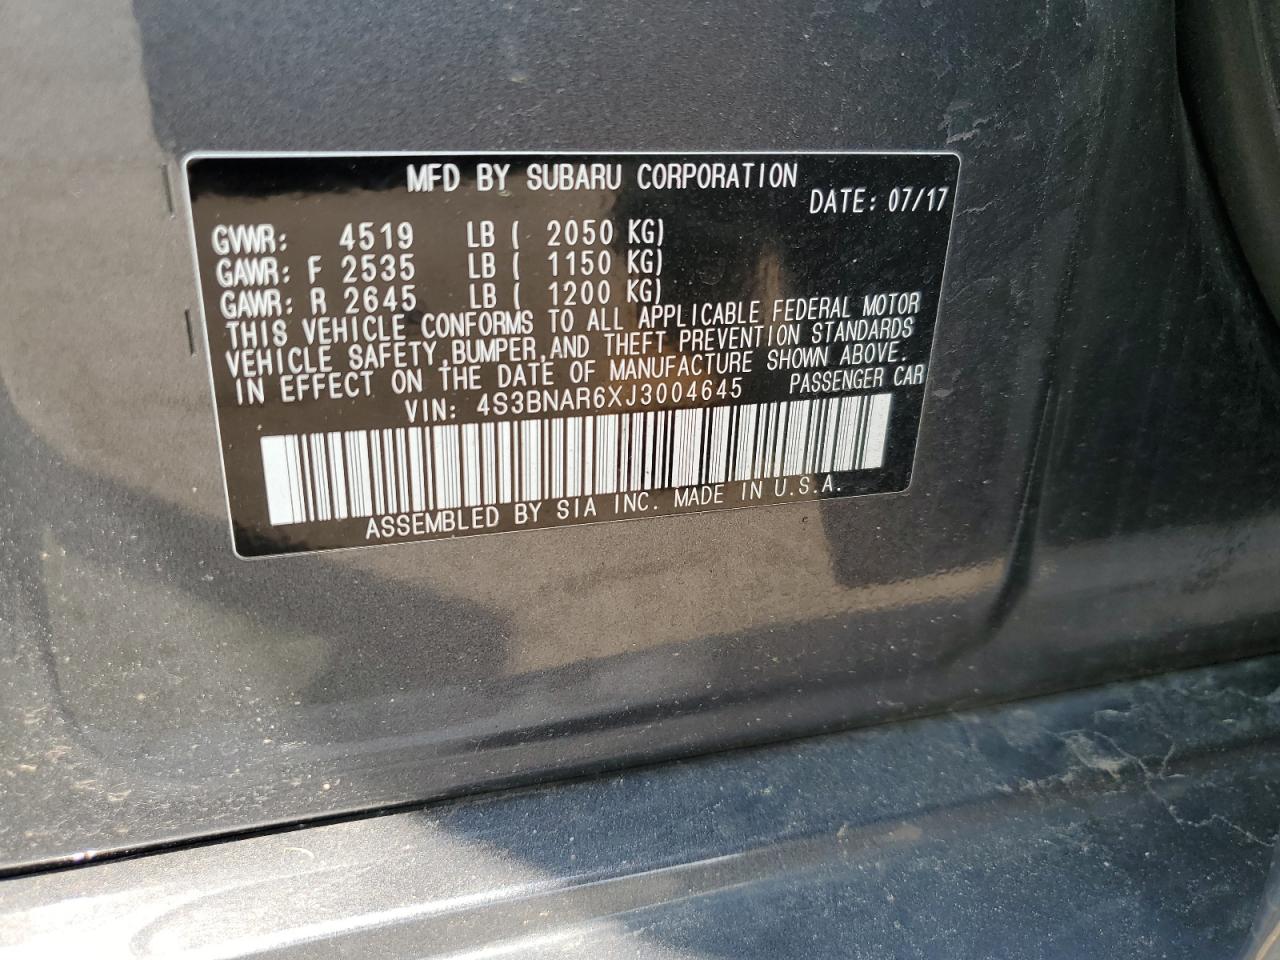 MFD BY SUBARU CORPORATION
DATE: 07/17
GVWR: 4519 LB ( 2050 KG)
GAWR: F 2535 LB ( 1150 KG)
GAWR: R 2645 LB ( 1200 KG)
THIS VEHICLE CONFORMS TO ALL APPLICABLE FEDERAL MOTOR
VEHICLE SAFETY,BUMPER,AND THEFT PREVENTION STANDARDS
IN EFFECT ON THE DATE OF MANUFACTURE SHOWN ABOVE.
VIN: 4S3BNAR6XJ3004645 PASSENGER CAR
ASSEMBLED BY SIA INC. MADE IN U.S.A.